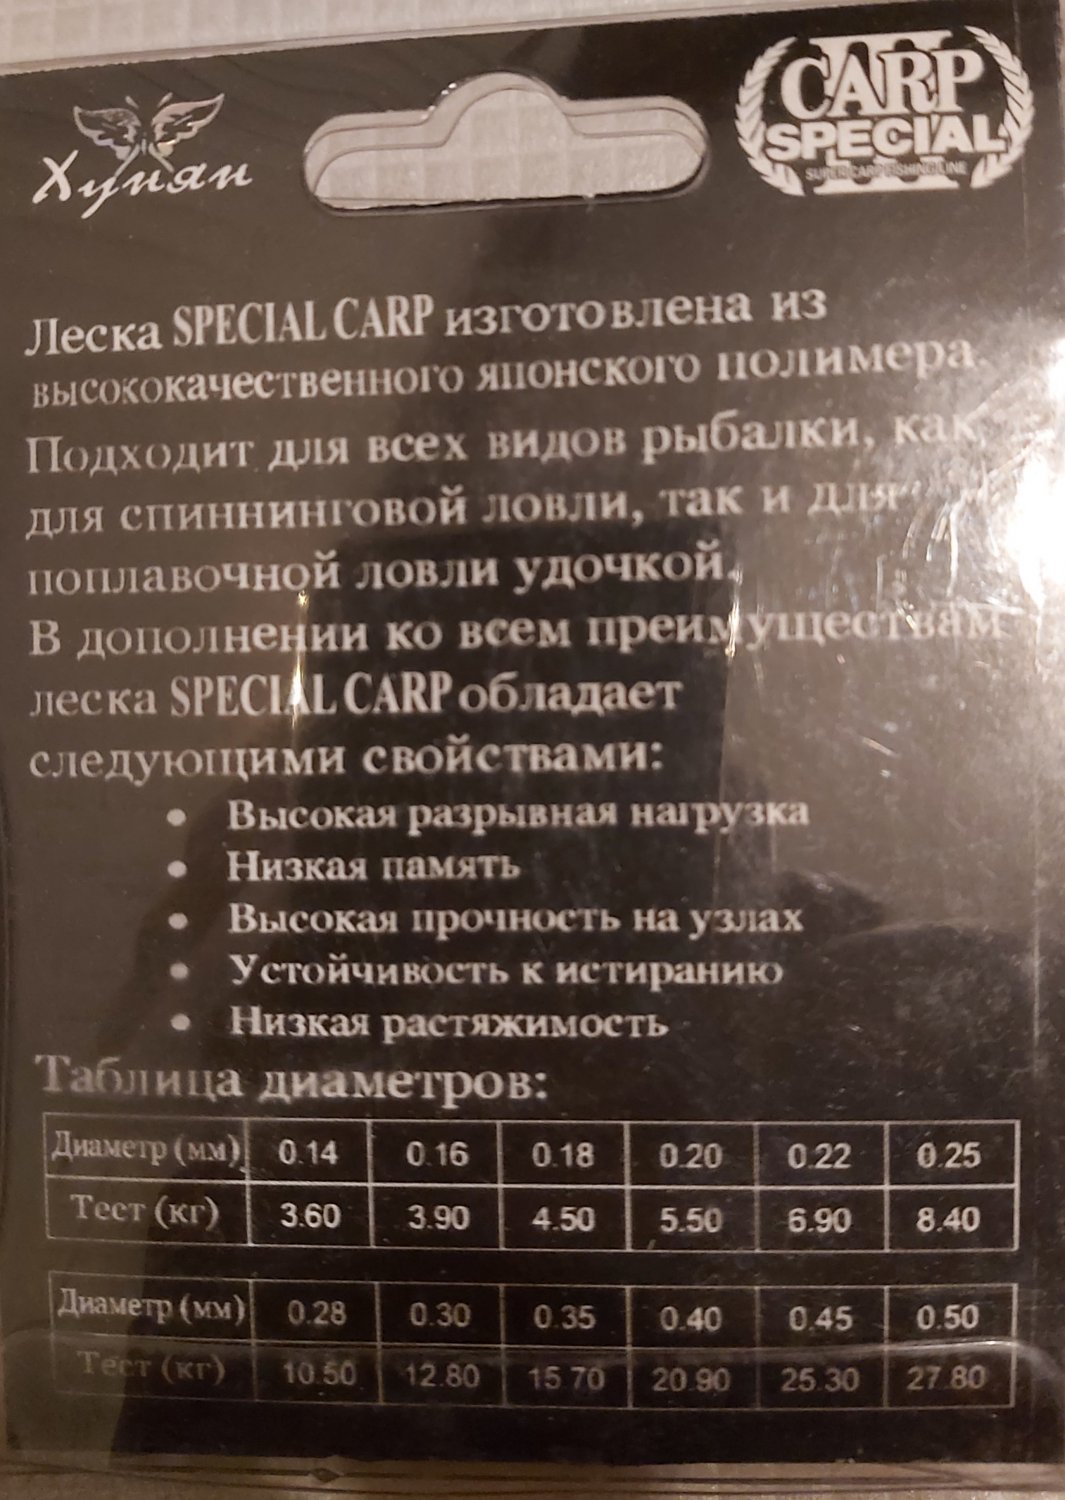 Хунян
CARP
SPECIAL
SUPER CARP FISHING LINE
Леска SPECIAL CARP изготовлена из
высококачественного японского полимера.
Подходит для всех видов рыбалки, как
для спиннинговой ловли, так и для
поплавочной ловли удочкой.
В дополнении ко всем преимуществам
леска SPECIAL CARP обладает
следующими свойствами:
• Высокая разрывная нагрузка
• Низкая память
• Высокая прочность на узлах
• Устойчивость к истиранию
• Низкая растяжимость
Таблица диаметров:
Диаметр (мм) 0.14 0.16 0.18 0.20 0.22 0.25
Тест (кг) 3.60 3.90 4.50 5.50 6.90 8.40
Диаметр (мм) 0.28 0.30 0.35 0.40 0.45 0.50
Тест (кг) 10.50 12.80 15.70 20.90 25.30 27.80